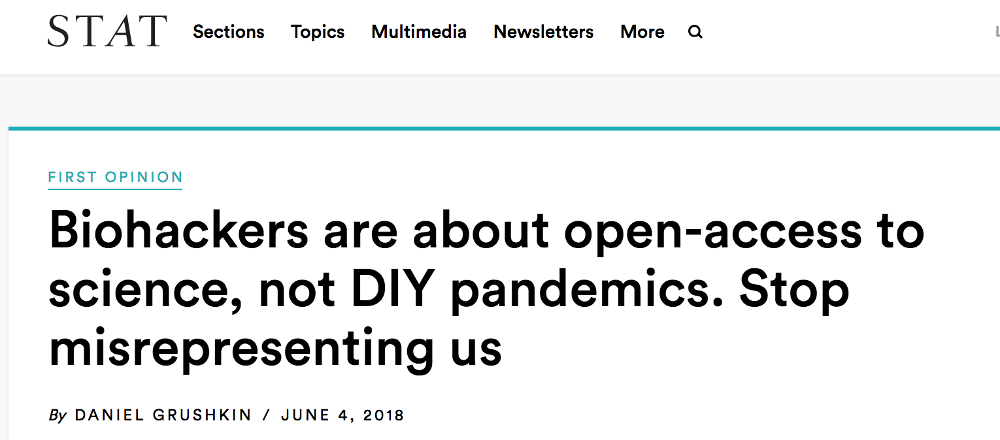 STAT Sections Topics Multimedia Newsletters More
FIRST OPINION
Biohackers are about open-access to
science, not DIY pandemics. Stop
misrepresenting us
By DANIEL GRUSHKIN / JUNE 4, 2018